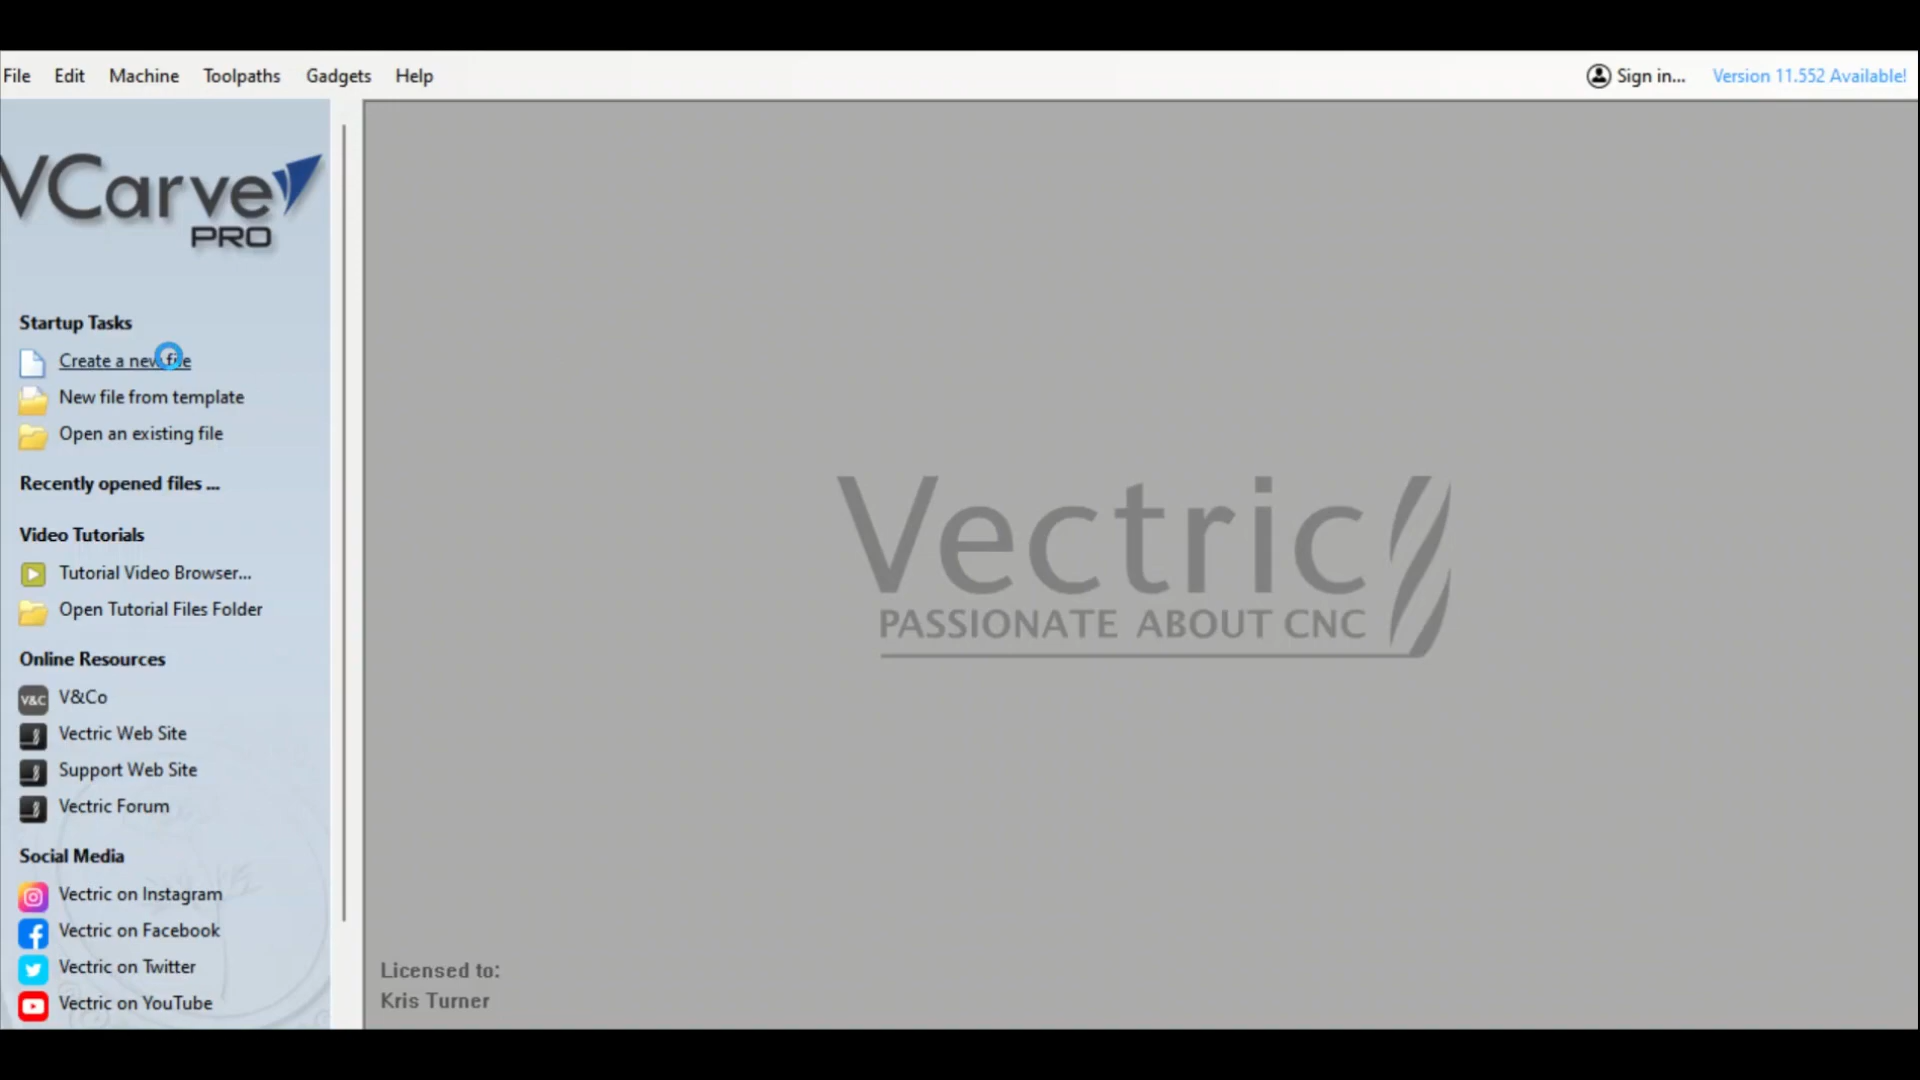 File Edit Machine Toolpaths Gadgets Help Sign in... Version 11.552 Available!
VCarve
PRO
Startup Tasks
Create a new file
New file from template
Open an existing file
Recently opened files ...
Video Tutorials
Tutorial Video Browser...
Open Tutorial Files Folder
Online Resources
V&C V&Co
Vectric Web Site
Support Web Site
Vectric Forum
Social Media
Vectric on Instagram
Vectric on Facebook
Vectric on Twitter
Vectric on YouTube
Vectric
PASSIONATE ABOUT CNC
Licensed to:
Kris Turner